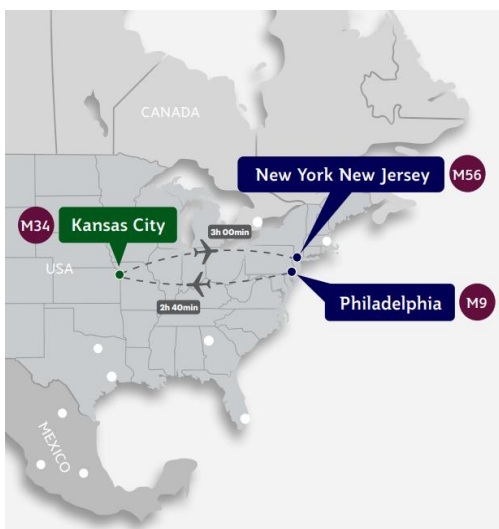 CANADA
New York New Jersey
M56
M34
Kansas City
3h 00min
USA
2h 40min
Philadelphia
M9
MEXICO